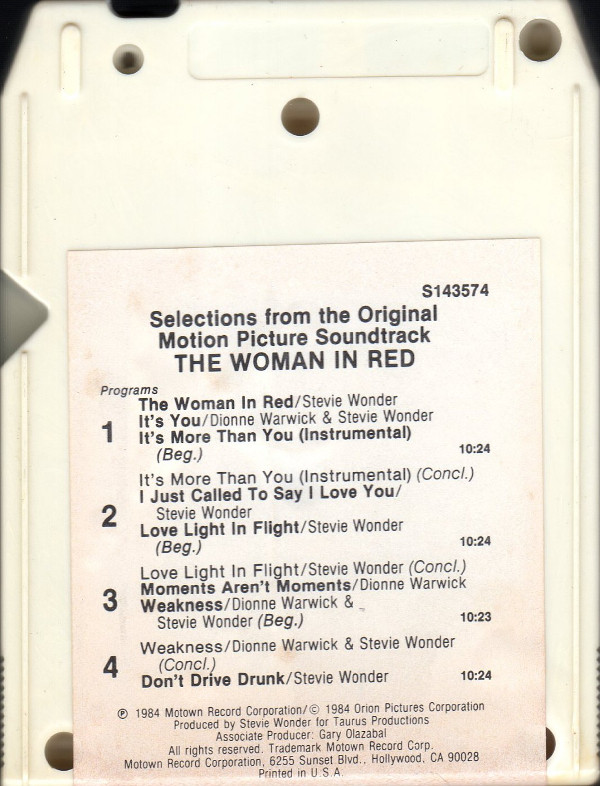 S143574
Selections from the Original
Motion Picture Soundtrack
THE WOMAN IN RED
Programs
1
The Woman In Red/Stevie Wonder
It's You/Dionne Warwick & Stevie Wonder
It's More Than You (Instrumental)
(Beg.) 10:24
2
It's More Than You (Instrumental) (Concl.)
I Just Called To Say I Love You/
Stevie Wonder
Love Light In Flight/Stevie Wonder
(Beg.) 10:24
3
Love Light In Flight/Stevie Wonder (Concl.)
Moments Aren't Moments/Dionne Warwick
Weakness/Dionne Warwick &
Stevie Wonder (Beg.) 10:23
4
Weakness/Dionne Warwick & Stevie Wonder
(Concl.)
Don't Drive Drunk/Stevie Wonder 10:24
℗ 1984 Motown Record Corporation/© 1984 Orion Pictures Corporation
Produced by Stevie Wonder for Taurus Productions
Associate Producer: Gary Olazabal
All rights reserved. Trademark Motown Record Corp.
Motown Record Corporation, 6255 Sunset Blvd., Hollywood, CA 90028
Printed in U.S.A.